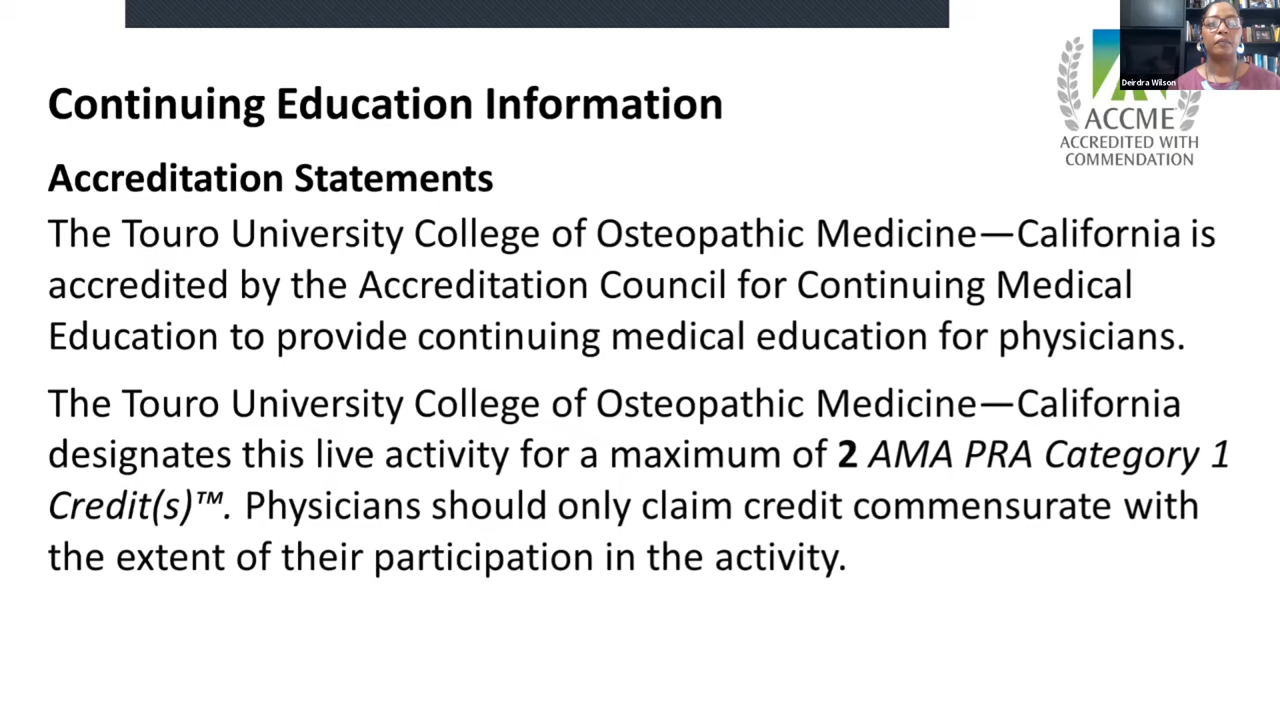 Deirdra Wilson
ACCME
ACCREDITED WITH
COMMENDATION
Continuing Education Information
Accreditation Statements
The Touro University College of Osteopathic Medicine—California is
accredited by the Accreditation Council for Continuing Medical
Education to provide continuing medical education for physicians.
The Touro University College of Osteopathic Medicine—California
designates this live activity for a maximum of 2 AMA PRA Category 1
Credit(s)™. Physicians should only claim credit commensurate with
the extent of their participation in the activity.